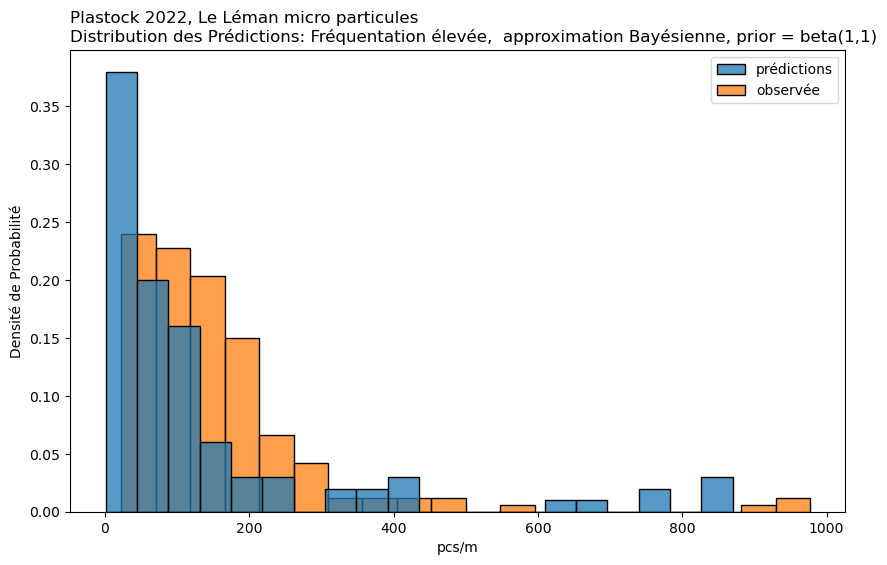 Plastock 2022, Le Léman micro particules
Distribution des Prédictions: Fréquentation élevée,  approximation Bayésienne, prior = beta(1,1)
prédictions
observée
Densité de Probabilité
0.35
0.30
0.25
0.20
0.15
0.10
0.05
0.00
0
200
400
600
800
1000
pcs/m